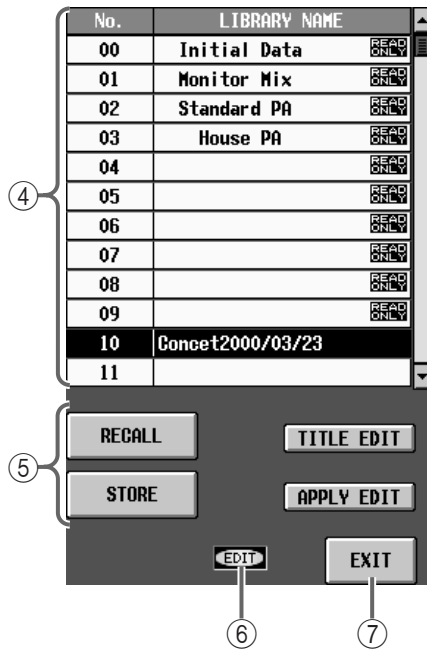 No. LIBRARY NAME
00 Initial Data READ ONLY
01 Monitor Mix READ ONLY
02 Standard PA READ ONLY
03 House PA READ ONLY
04 READ ONLY
05 READ ONLY
06 READ ONLY
07 READ ONLY
08 READ ONLY
09 READ ONLY
10 Concet2000/03/23
11
④
RECALL TITLE EDIT
⑤
STORE APPLY EDIT
EDIT EXIT
⑥ ⑦